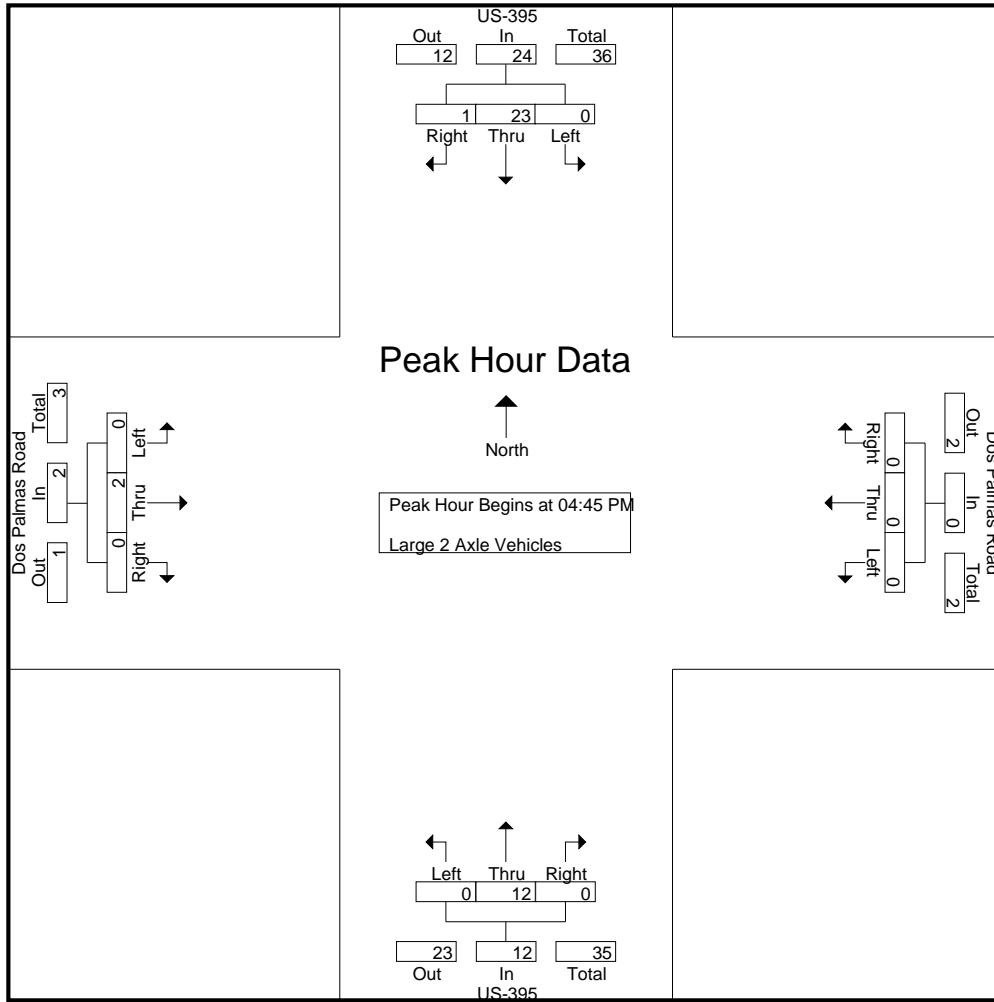 US-395
Out In Total
12 24 36
1 23 0
Right Thru Left
Peak Hour Data
North
Peak Hour Begins at 04:45 PM
Large 2 Axle Vehicles
Dos Palmas Road
Out In Total
1 2 3
0 2 0
Right Thru Left
Dos Palmas Road
Out In Total
2 0 2
0 0 0
Right Thru Left
Left Thru Right
0 12 0
23 12 35
Out In Total
US-395